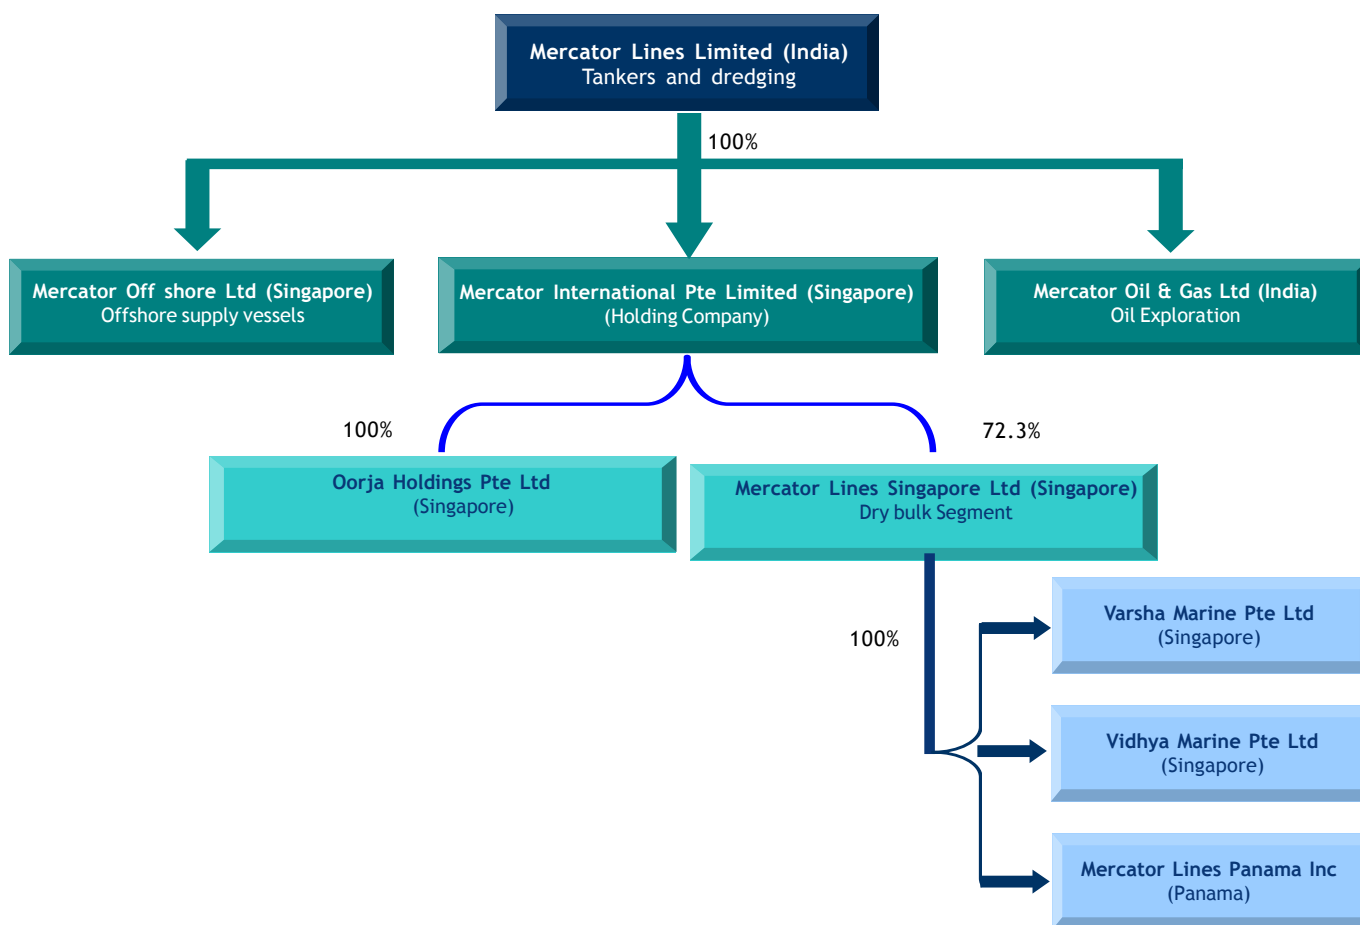 Mercator Lines Limited (India)
Tankers and dredging
100%
Mercator Off shore Ltd (Singapore)
Offshore supply vessels
Mercator International Pte Limited (Singapore)
(Holding Company)
Mercator Oil & Gas Ltd (India)
Oil Exploration
100%
72.3%
Oorja Holdings Pte Ltd
(Singapore)
Mercator Lines Singapore Ltd (Singapore)
Dry bulk Segment
100%
Varsha Marine Pte Ltd
(Singapore)
Vidhya Marine Pte Ltd
(Singapore)
Mercator Lines Panama Inc
(Panama)